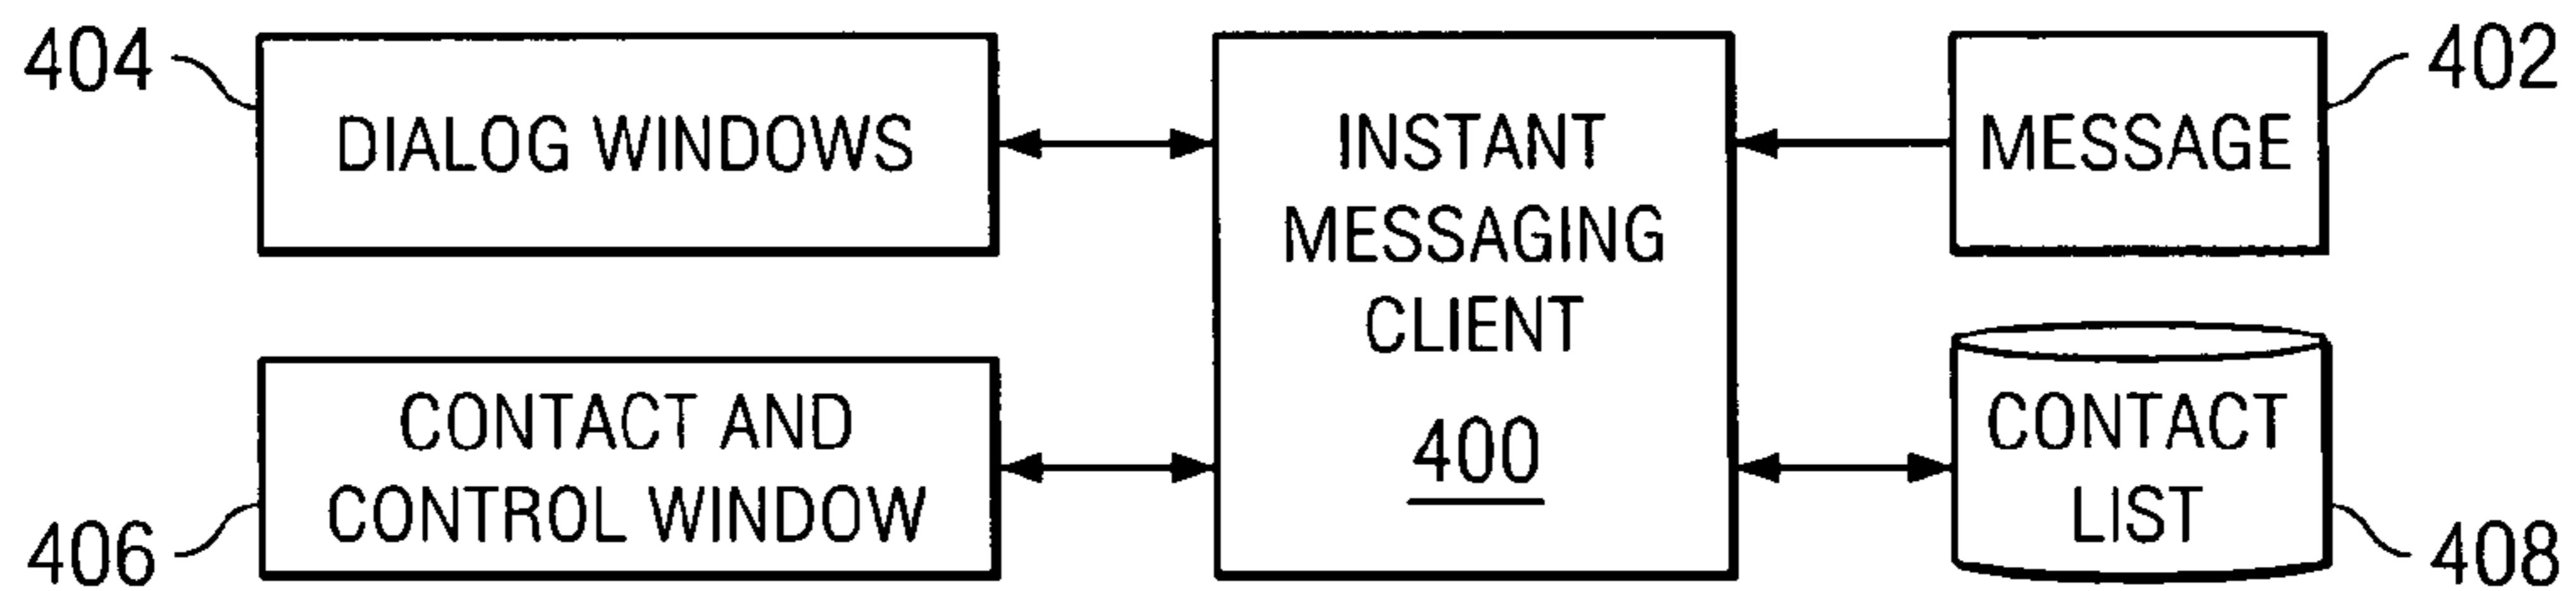 404
DIALOG WINDOWS
INSTANT
MESSAGING
CLIENT
400
MESSAGE
402
CONTACT AND
CONTROL WINDOW
406
CONTACT
LIST
408